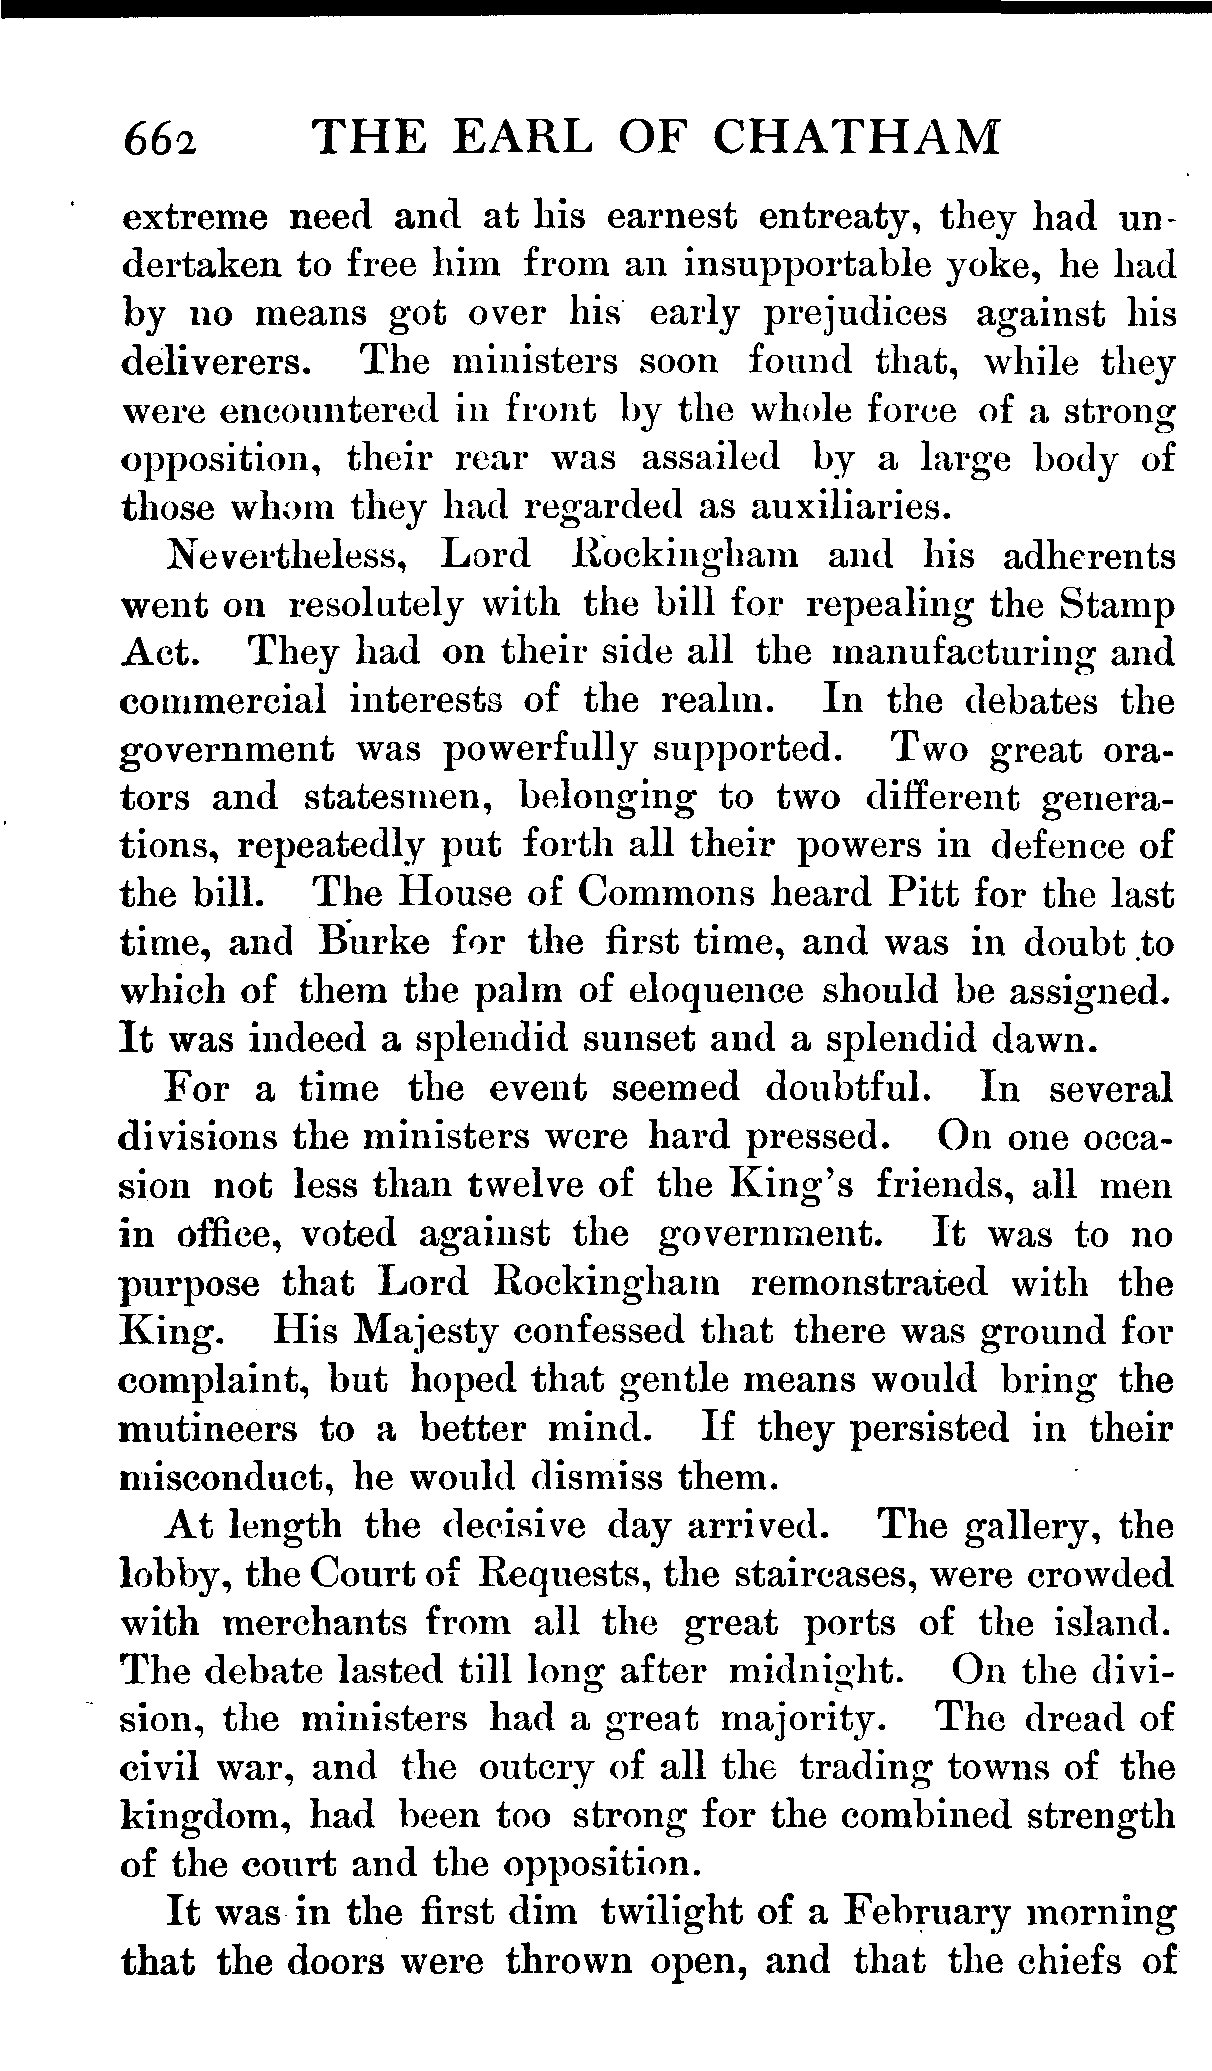 662 THE EARL OF CHATHAM
extreme need and at his earnest entreaty, they had un-
dertaken to free him from an insupportable yoke, he had
by no means got over his early prejudices against his
deliverers. The ministers soon found that, while they
were encountered in front by the whole force of a strong
opposition, their rear was assailed by a large body of
those whom they had regarded as auxiliaries.
Nevertheless, Lord Rockingham and his adherents
went on resolutely with the bill for repealing the Stamp
Act. They had on their side all the manufacturing and
commercial interests of the realm. In the debates the
government was powerfully supported. Two great ora-
tors and statesmen, belonging to two different genera-
tions, repeatedly put forth all their powers in defence of
the bill. The House of Commons heard Pitt for the last
time, and Burke for the first time, and was in doubt to
which of them the palm of eloquence should be assigned.
It was indeed a splendid sunset and a splendid dawn.
For a time the event seemed doubtful. In several
divisions the ministers were hard pressed. On one occa-
sion not less than twelve of the King's friends, all men
in office, voted against the government. It was to no
purpose that Lord Rockingham remonstrated with the
King. His Majesty confessed that there was ground for
complaint, but hoped that gentle means would bring the
mutineers to a better mind. If they persisted in their
misconduct, he would dismiss them.
At length the decisive day arrived. The gallery, the
lobby, the Court of Requests, the staircases, were crowded
with merchants from all the great ports of the island.
The debate lasted till long after midnight. On the divi-
sion, the ministers had a great majority. The dread of
civil war, and the outcry of all the trading towns of the
kingdom, had been too strong for the combined strength
of the court and the opposition.
It was in the first dim twilight of a February morning
that the doors were thrown open, and that the chiefs of